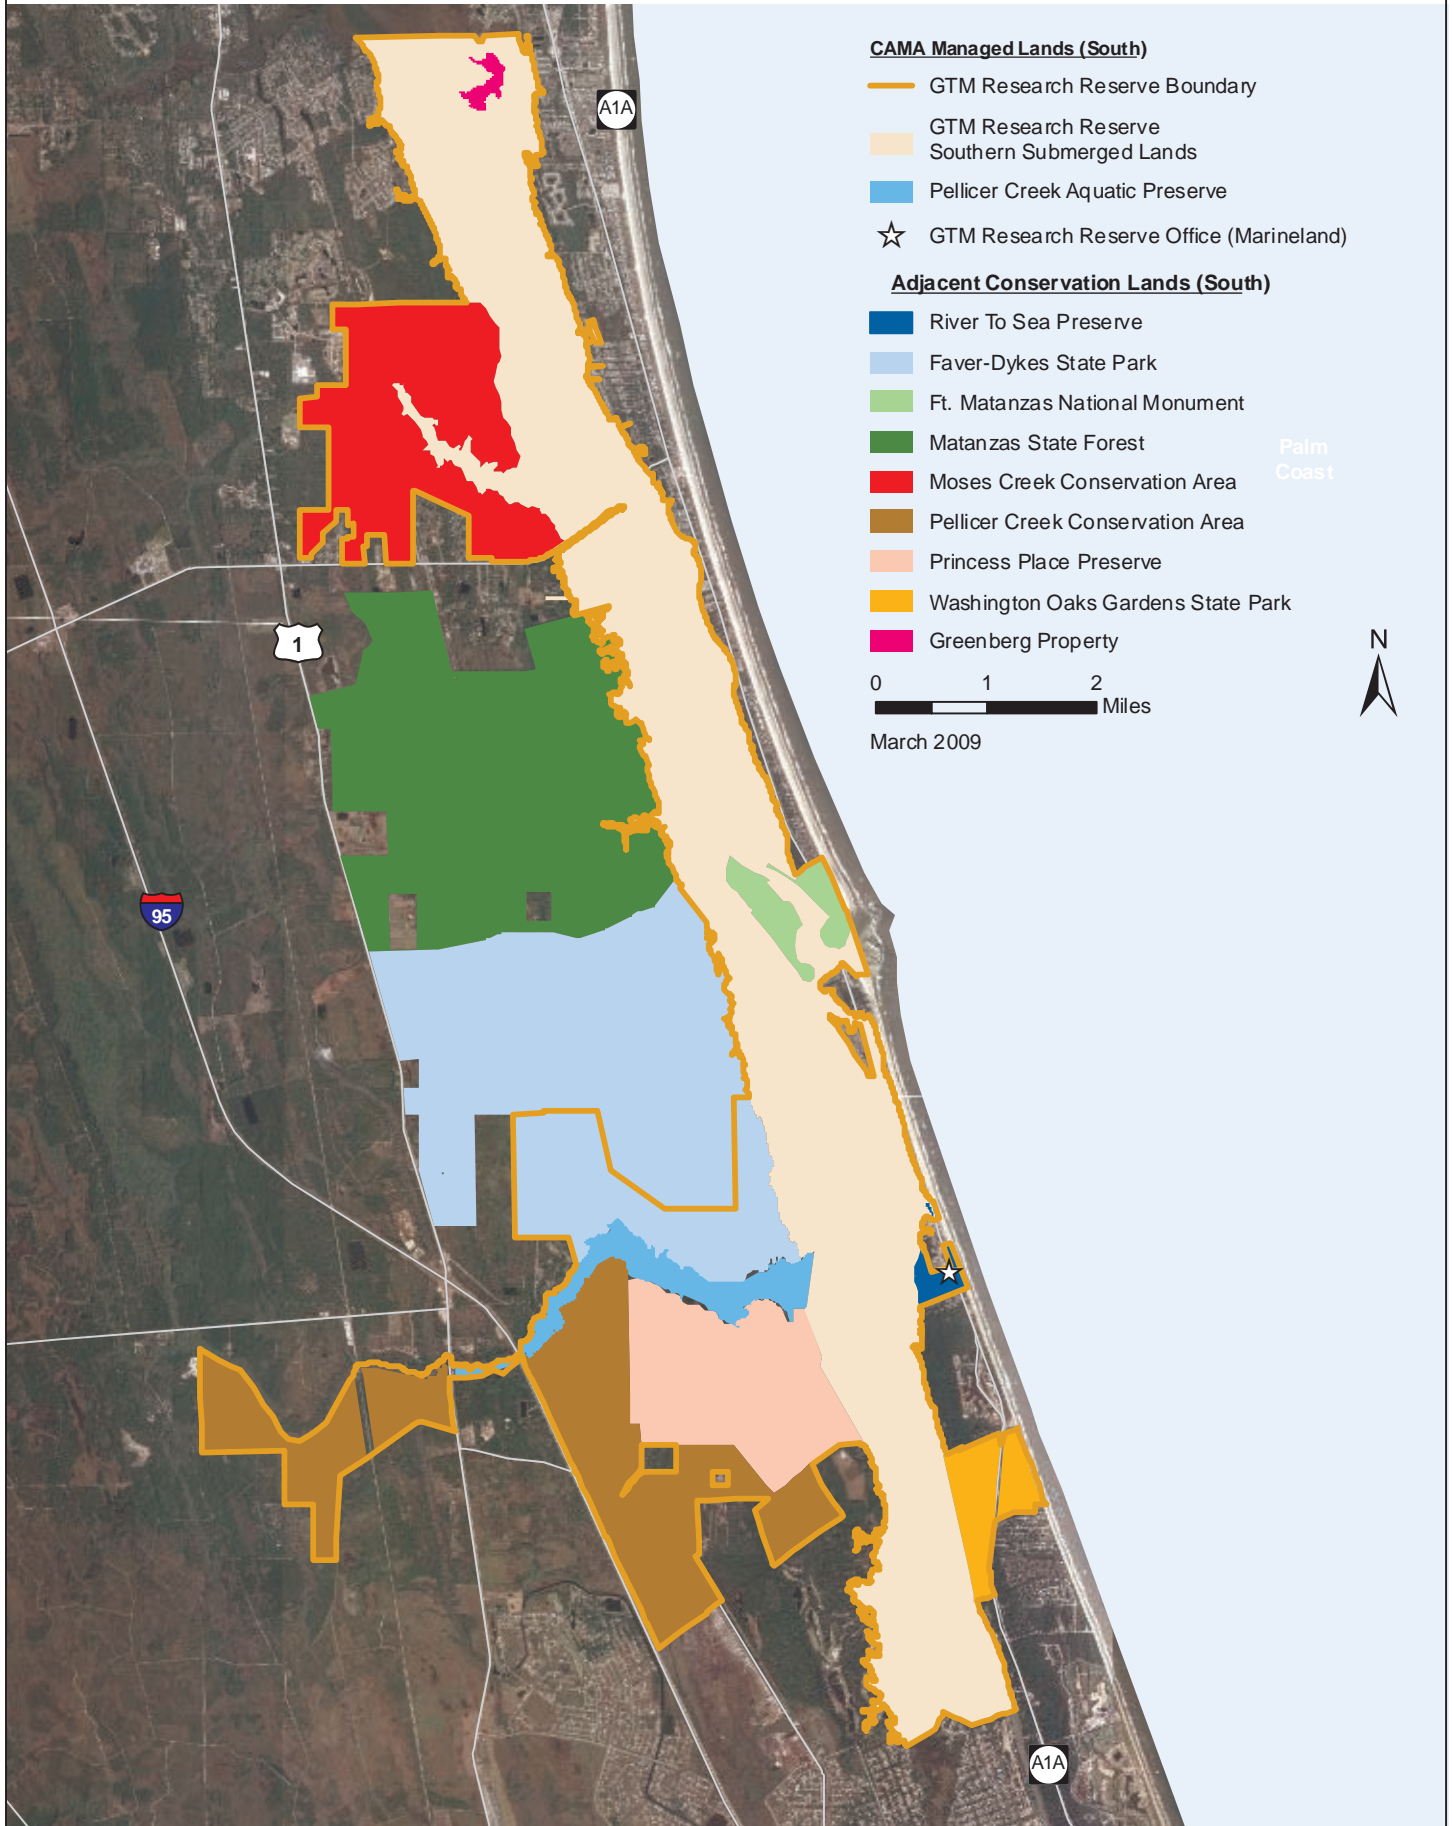 CAMA Managed Lands (South)
GTM Research Reserve Boundary
GTM Research Reserve
Southern Submerged Lands
Pellicer Creek Aquatic Preserve
GTM Research Reserve Office (Marineland)
Adjacent Conservation Lands (South)
River To Sea Preserve
Faver-Dykes State Park
Ft. Matanzas National Monument
Matanzas State Forest
Moses Creek Conservation Area
Pellicer Creek Conservation Area
Princess Place Preserve
Washington Oaks Gardens State Park
Greenberg Property
0 1 2
Miles
March 2009
N
Palm
Coast
A1A
1
95
A1A